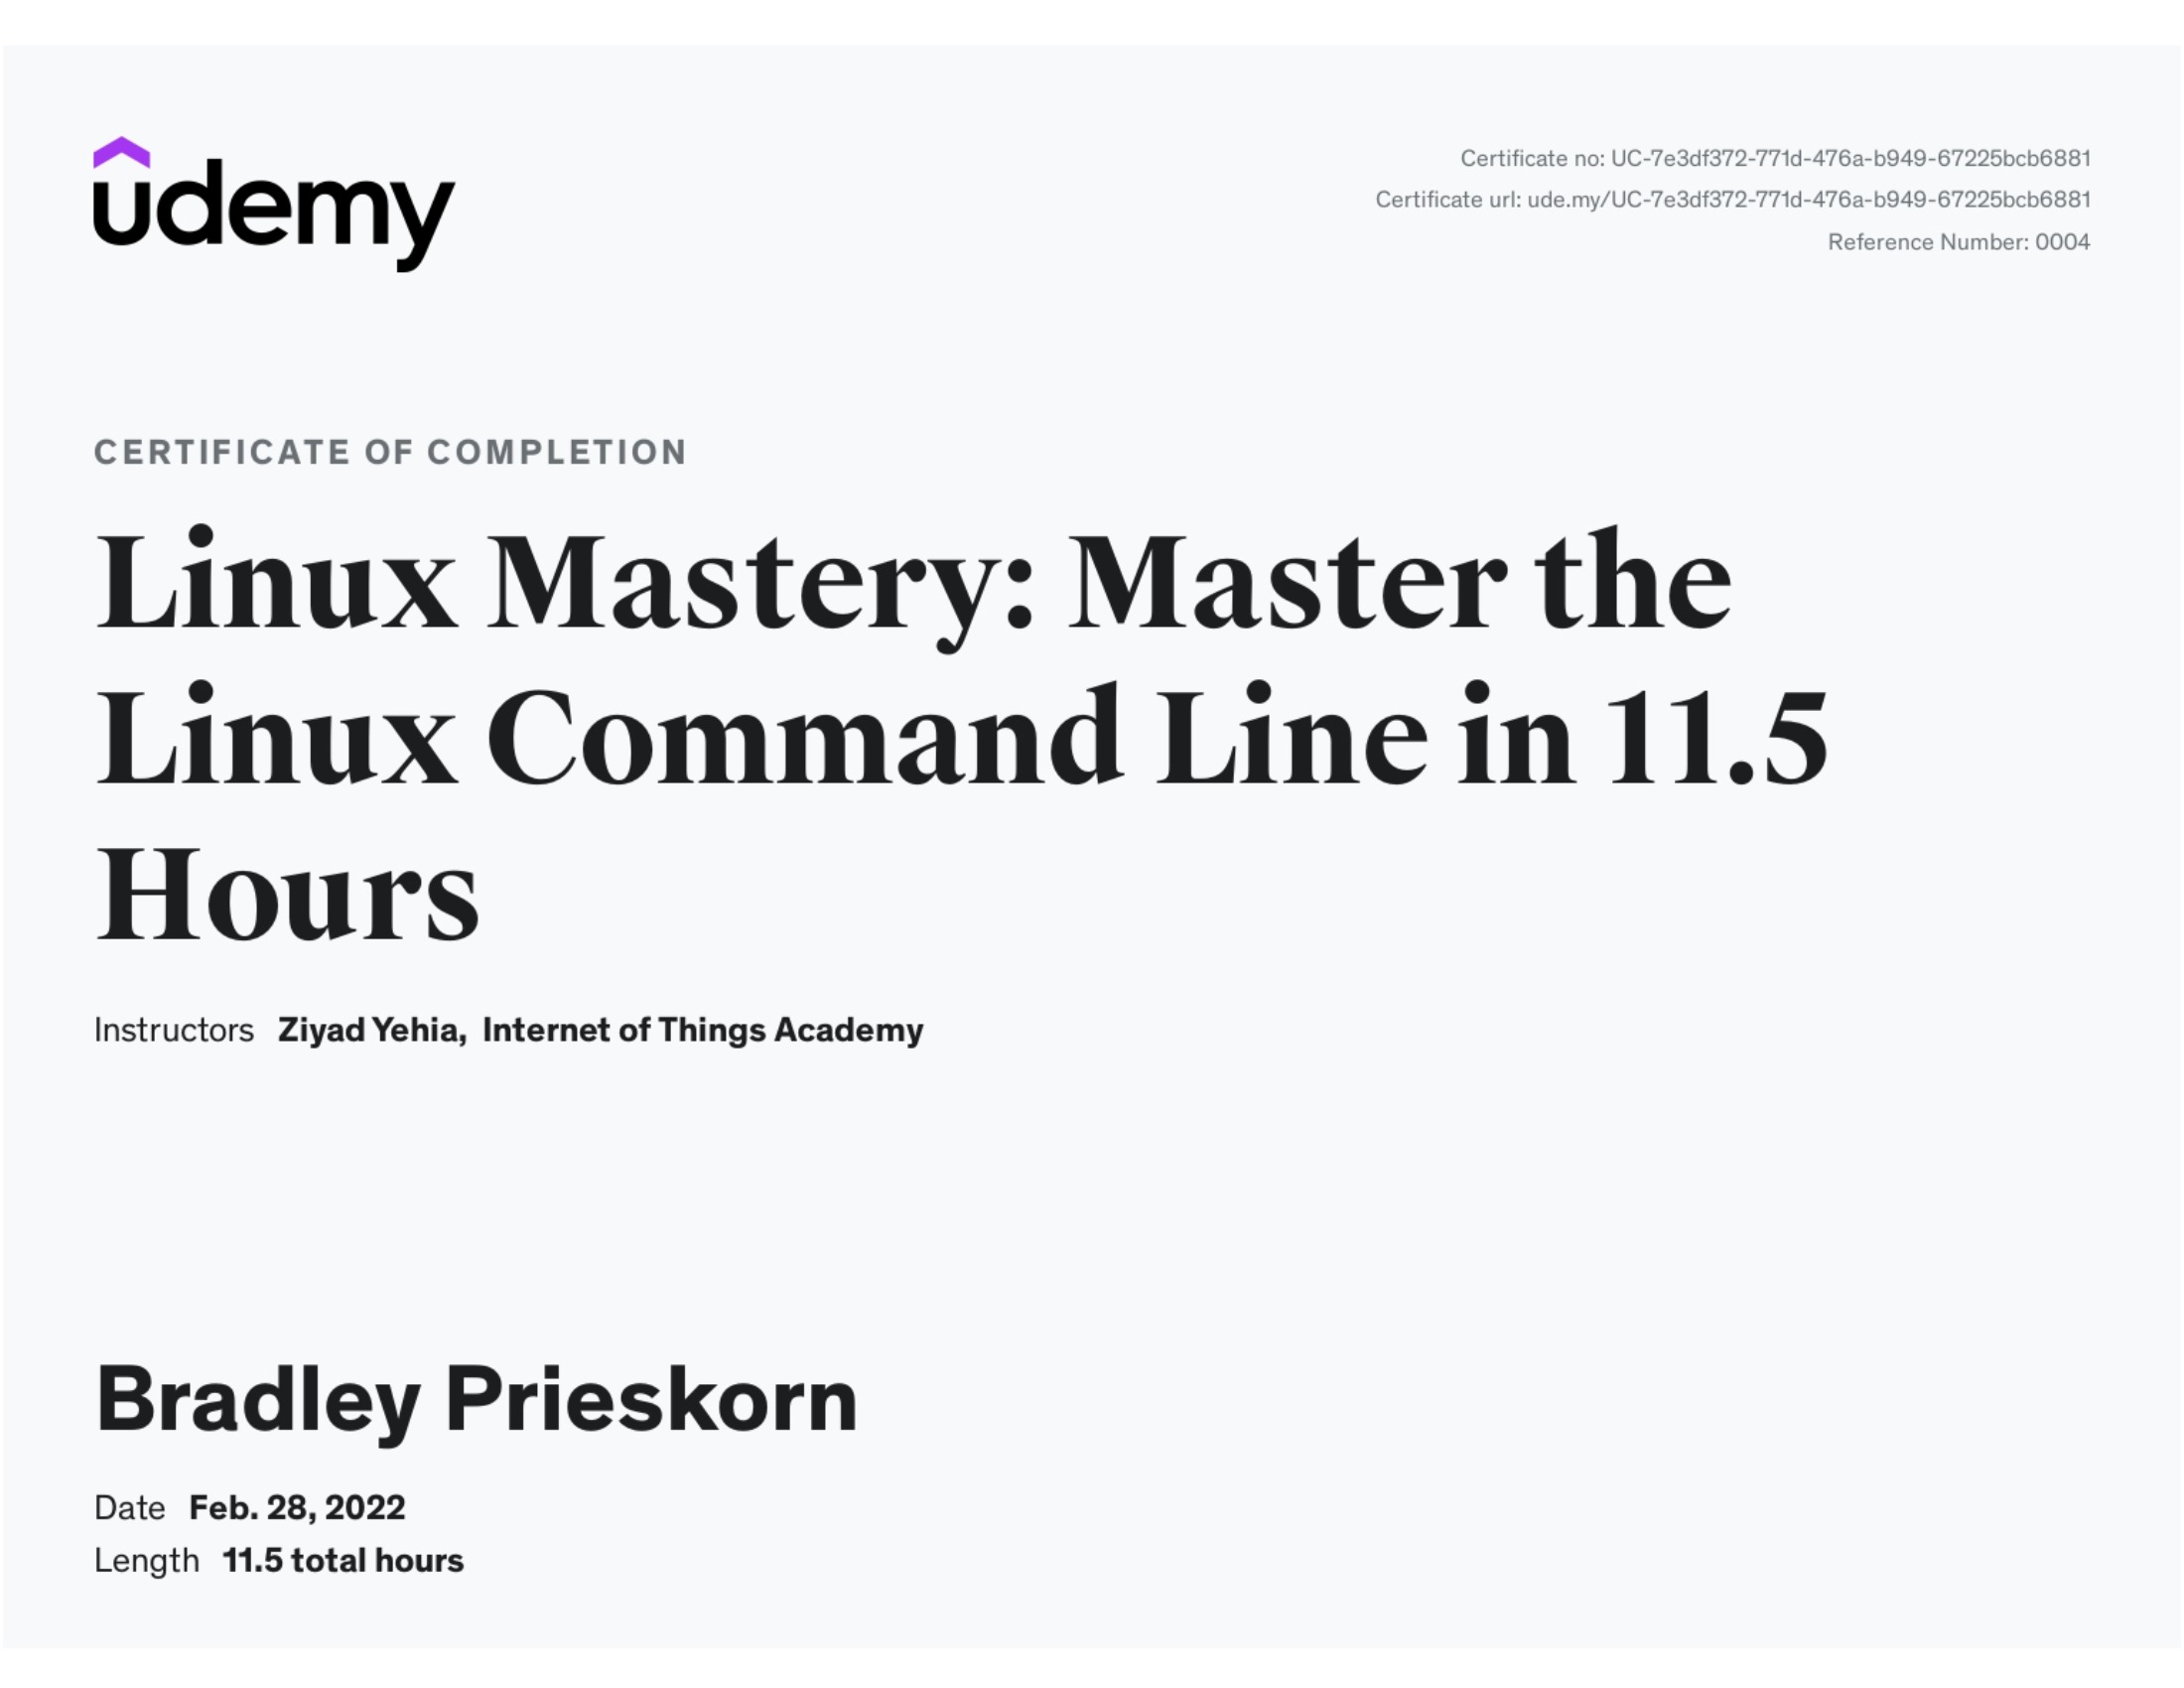 udemy
Certificate no: UC-7e3df372-771d-476a-b949-67225bcb6881
Certificate url: ude.my/UC-7e3df372-771d-476a-b949-67225bcb6881
Reference Number: 0004
CERTIFICATE OF COMPLETION
Linux Mastery: Master the
Linux Command Line in 11.5
Hours
Instructors Ziyad Yehia, Internet of Things Academy
Bradley Prieskorn
Date Feb. 28, 2022
Length 11.5 total hours